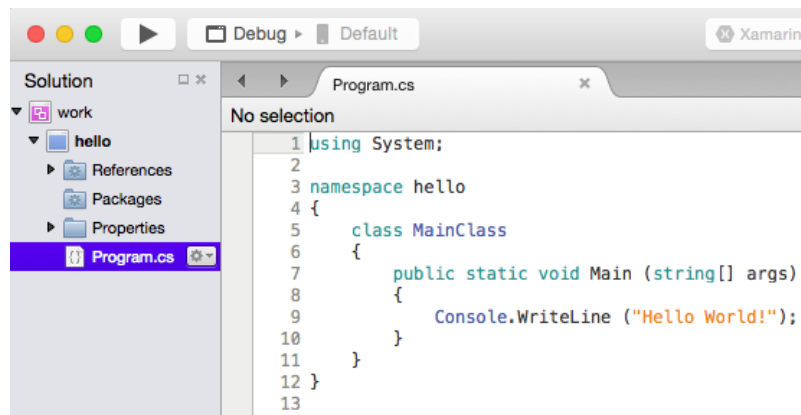 Debug Default Xamarin
Solution
Program.cs
work
No selection
hello
References
Packages
Properties
Program.cs
1 using System;
2
3 namespace hello
4 {
5 class MainClass
6 {
7 public static void Main (string[] args)
8 {
9 Console.WriteLine ("Hello World!");
10 }
11 }
12 }
13